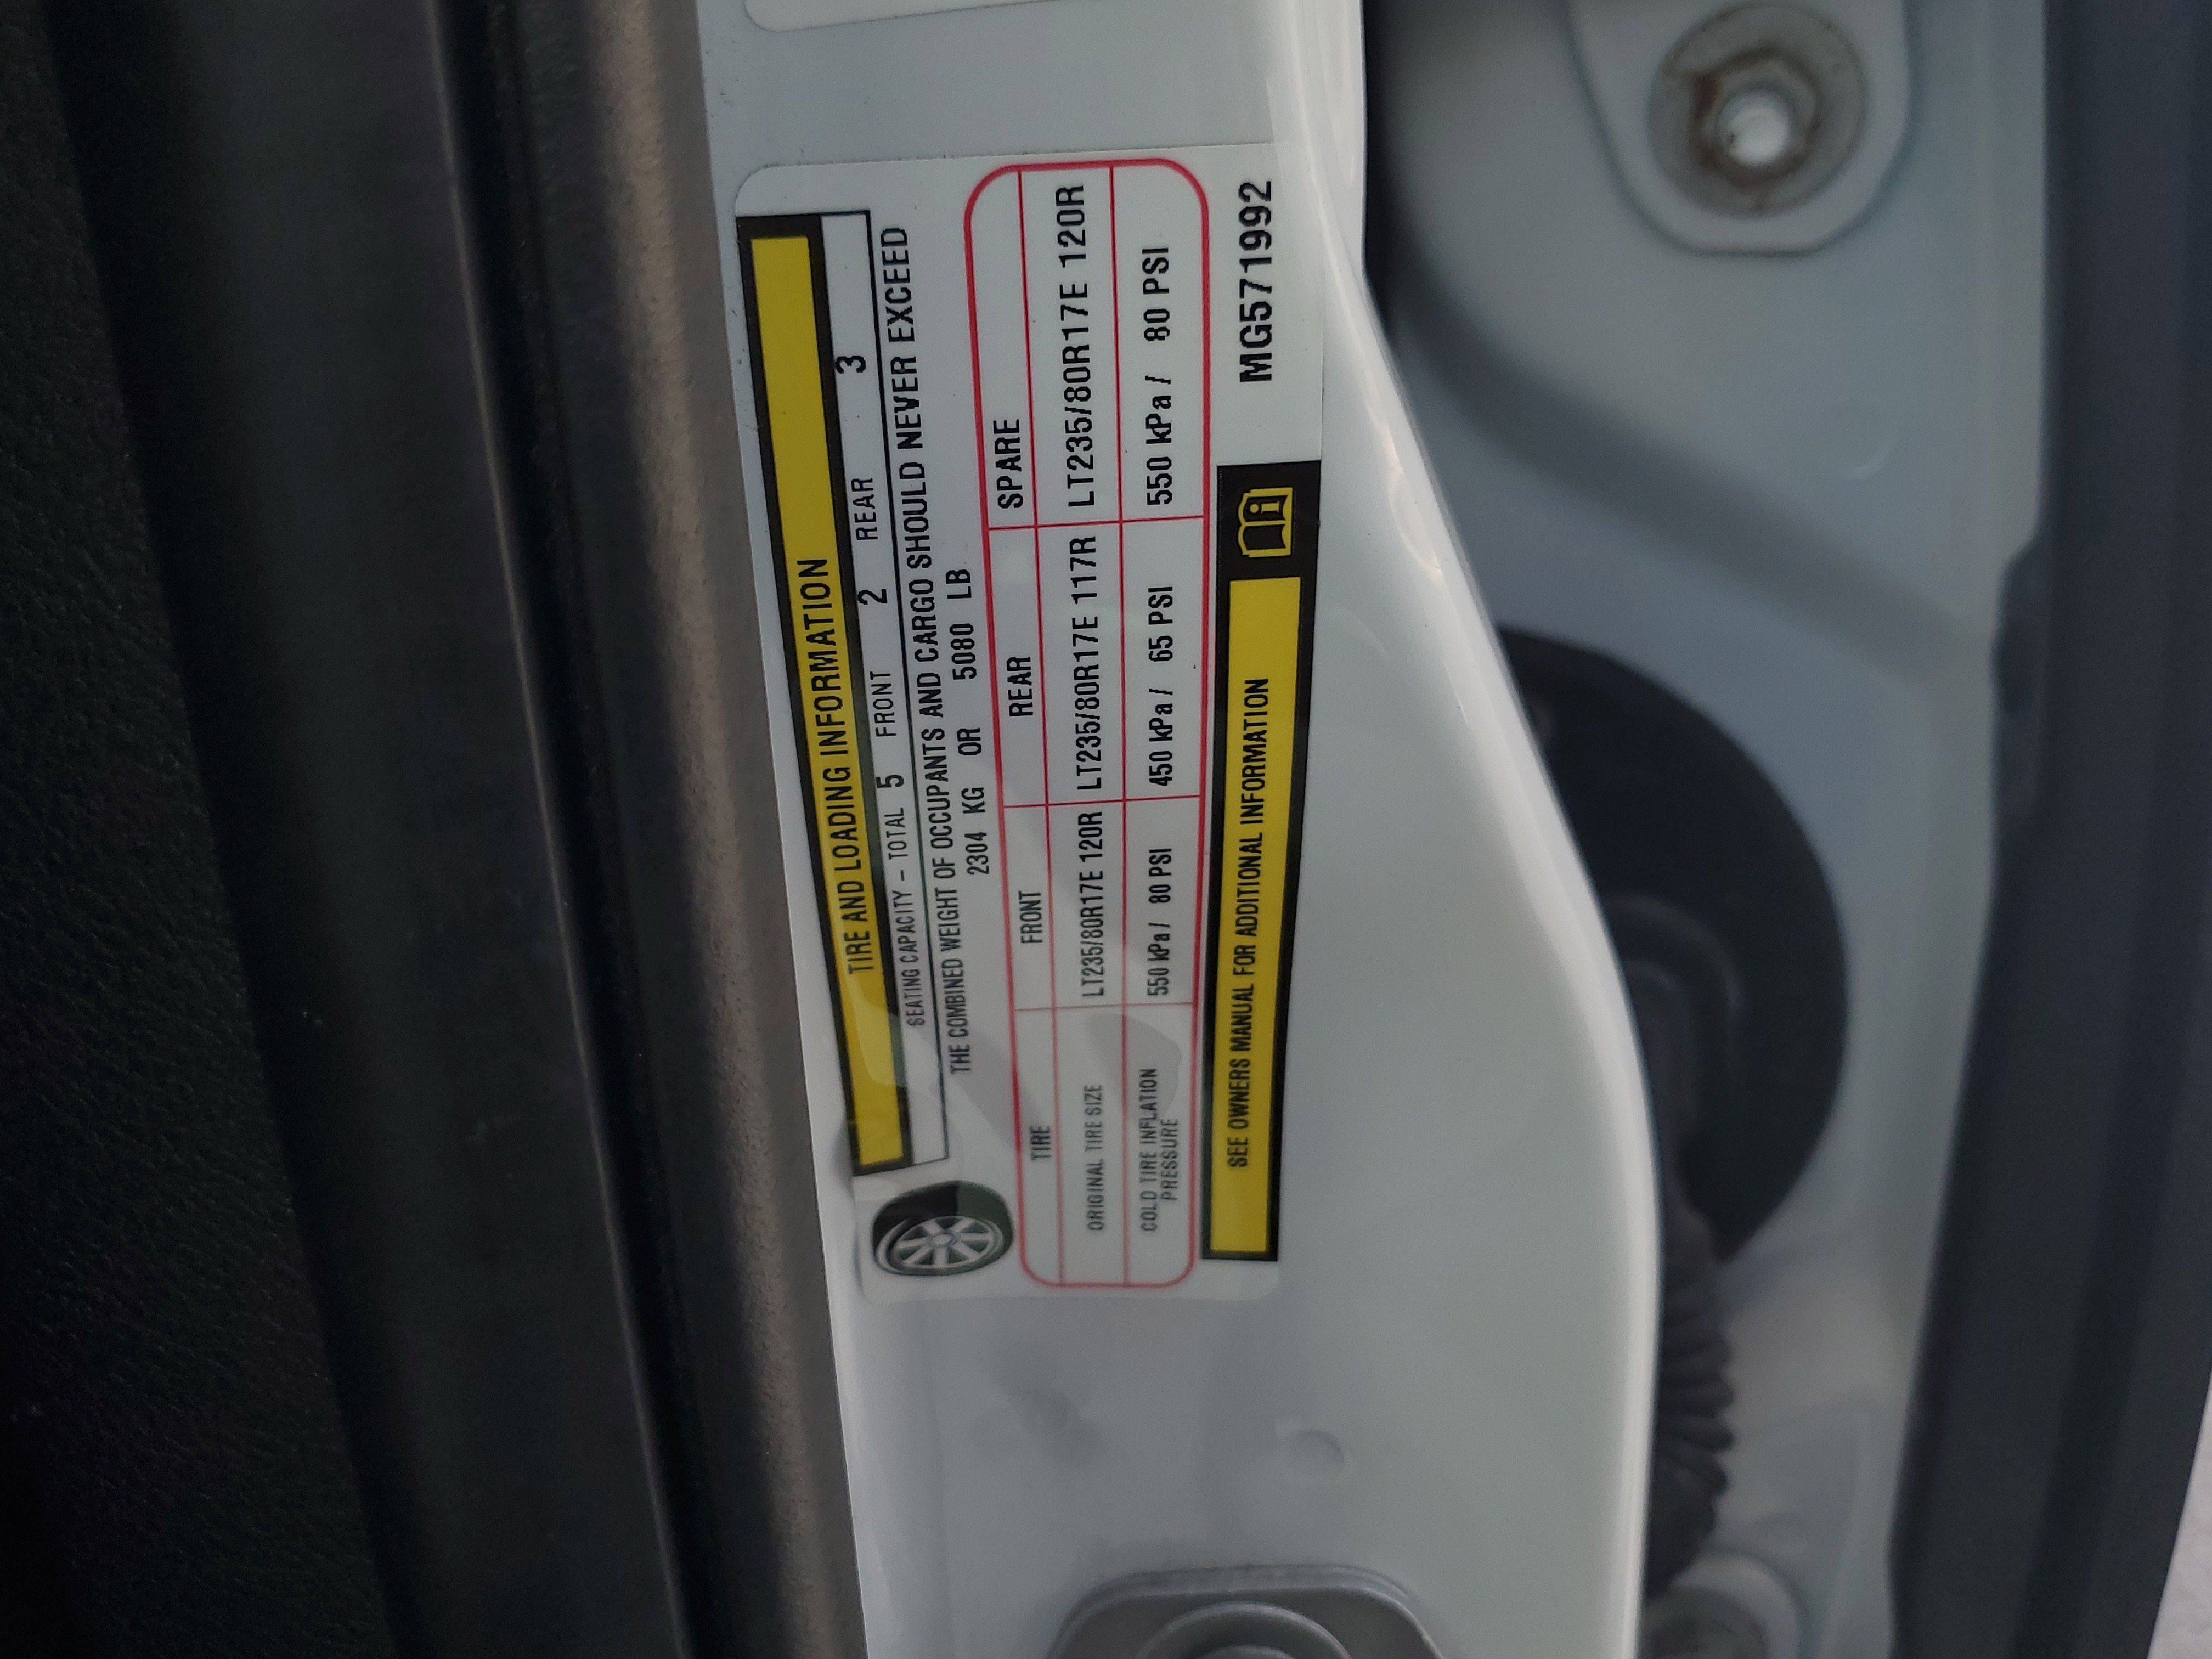 TIRE AND LOADING INFORMATION
SEATING CAPACITY - TOTAL 5 FRONT 2 REAR 3
THE COMBINED WEIGHT OF OCCUPANTS AND CARGO SHOULD NEVER EXCEED
2304 KG OR 5080 LB
TIRE FRONT REAR SPARE
ORIGINAL TIRE SIZE LT235/80R17E 120R LT235/80R17E 117R LT235/80R17E 120R
COLD TIRE INFLATION 550 kPa / 80 PSI 450 kPa / 65 PSI 550 kPa / 80 PSI
PRESSURE
SEE OWNERS MANUAL FOR ADDITIONAL INFORMATION MG571992